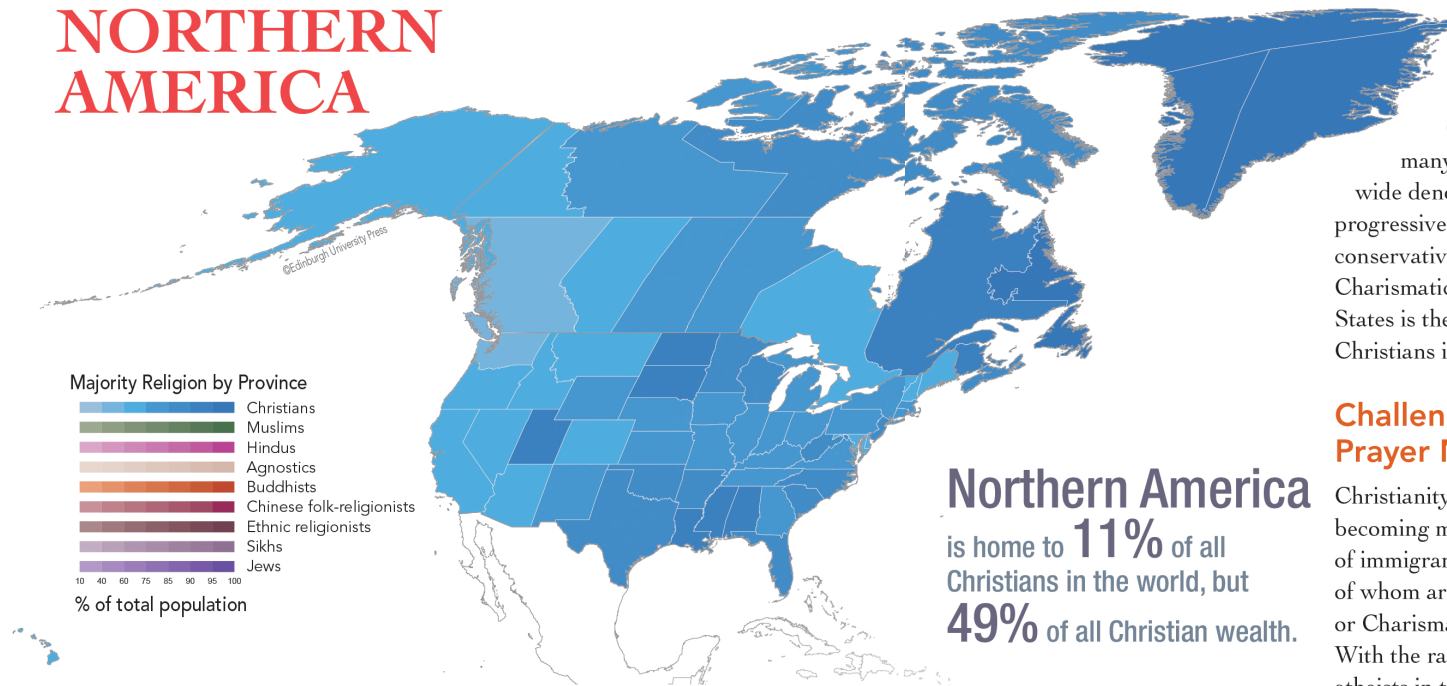 NORTHERN
AMERICA
©Edinburgh University Press
Majority Religion by Province
Christians
Muslims
Hindus
Agnostics
Buddhists
Chinese folk-religionists
Ethnic religionists
Sikhs
Jews
10 40 60 75 85 90 95 100
% of total population
Northern America
is home to 11% of all
Christians in the world, but
49% of all Christian wealth.
many
wide deno
progressive
conservativ
Charismatic
States is the
Christians i
Challen
Prayer
Christianity
becoming m
of immigran
of whom ar
or Charisma
With the ra